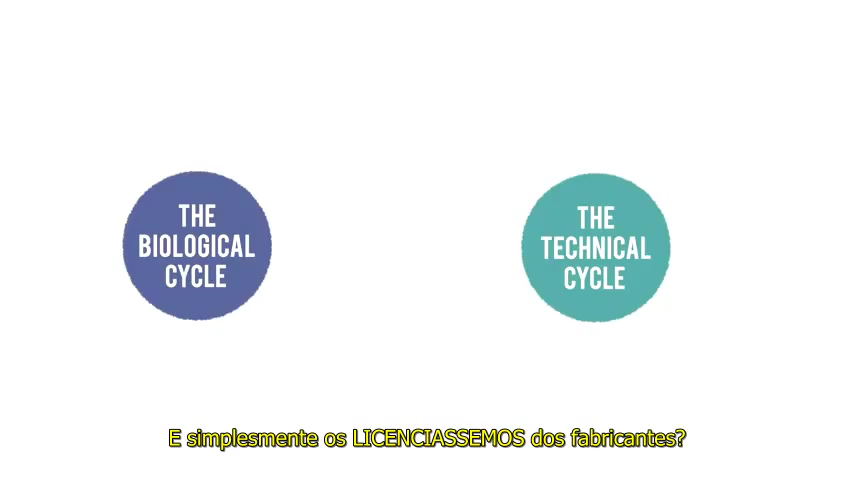 THE
BIOLOGICAL
CYCLE
THE
TECHNICAL
CYCLE
E simplesmente os LICENCIASSEMOS dos fabricantes?